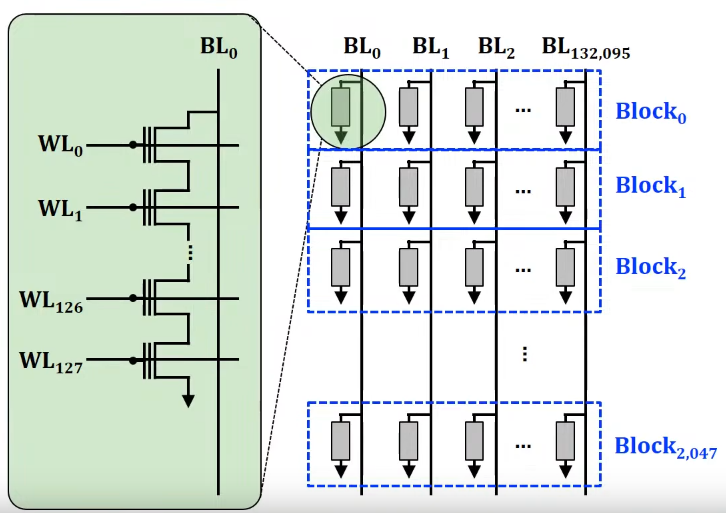 BL₀
WL₀
WL₁
...
WL₁₂₆
WL₁₂₇
BL₀ BL₁ BL₂ BL₁₃₂,₀₉₅
... Block₀
... Block₁
... Block₂
...
... Block₂,₀₄₇